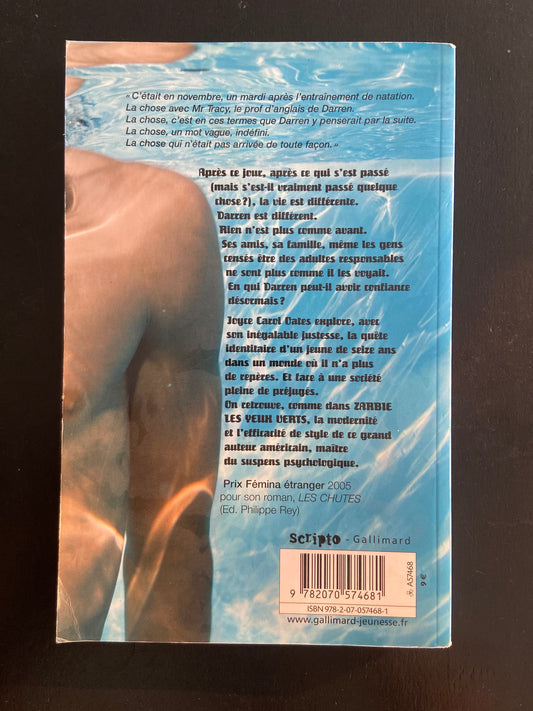 « C'était en novembre, un mardi après l'entraînement de natation.
La chose avec Mr Tracy, le prof d'anglais de Darren.
La chose, c'est en ces termes que Darren y penserait par la suite.
La chose, un mot vague, indéfini.
La chose qui n'était pas arrivée de toute façon. »
Après ce jour, après ce qui s'est passé
(mais s'est-il vraiment passé quelque
chose ?), la vie est différente.
Darren est différent.
Rien n'est plus comme avant.
Ses amis, sa famille, même les gens
censés être des adultes responsables
ne sont plus comme il les voyait.
En qui Darren peut-il avoir confiance
désormais ?
Joyce Carol Oates explore, avec
son inégalable justesse, la quête
identitaire d'un jeune de seize ans
dans un monde où il n'a plus
de repères. Et face à une société
pleine de préjugés.
On retrouve, comme dans ZARBIE
LES YEUX VERTS, la modernité
et l'efficacité de style de ce grand
auteur américain, maître
du suspens psychologique.
Prix Fémina étranger 2005
pour son roman, LES CHUTES
(Ed. Philippe Rey)
Scripto - Gallimard
9 782070 574681
ISBN 978-2-07-057468-1
www.gallimard-jeunesse.fr
A57468
9 €